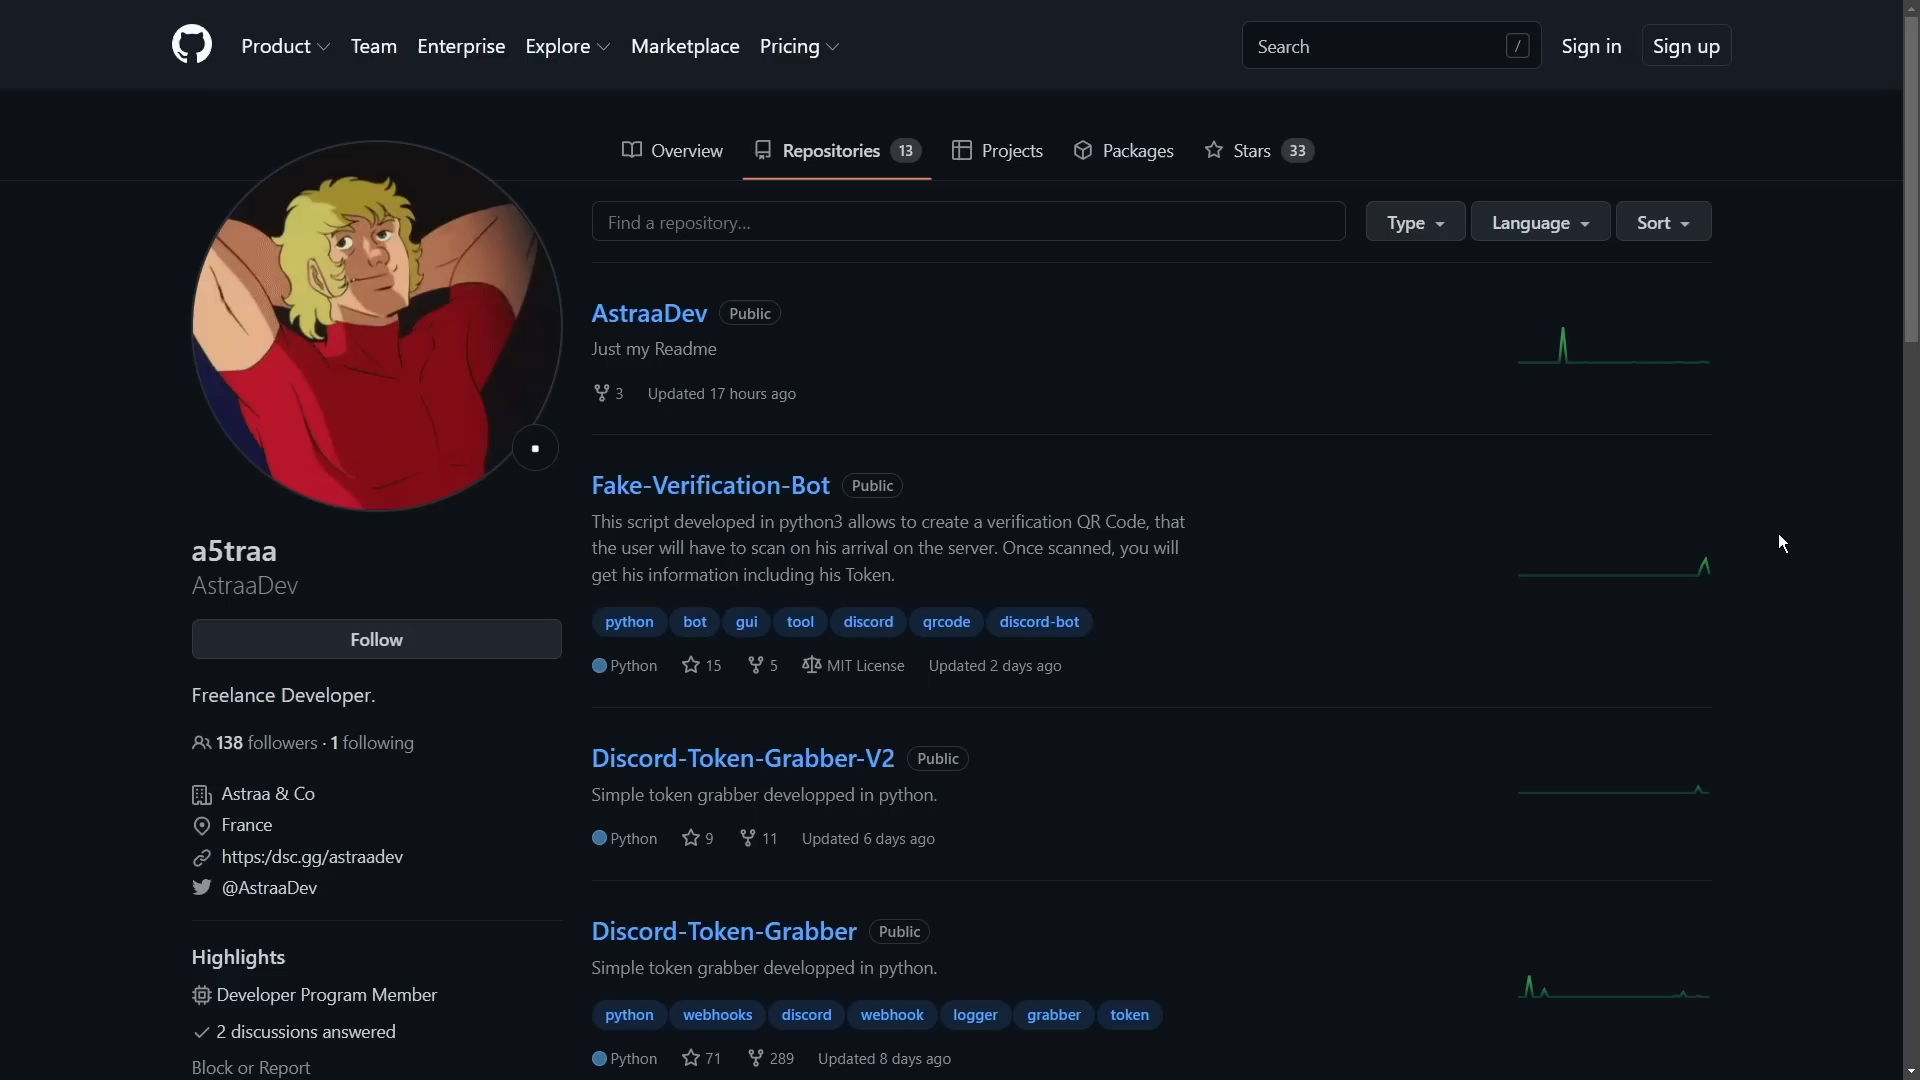 Product Team Enterprise Explore Marketplace Pricing Search / Sign in Sign up
Overview Repositories 13 Projects Packages Stars 33
Find a repository... Type Language Sort
a5traa
AstraaDev
Follow
Freelance Developer.
138 followers · 1 following
Astraa & Co
France
https:/dsc.gg/astraadev
@AstraaDev
Highlights
Developer Program Member
2 discussions answered
Block or Report
AstraaDev Public
Just my Readme
3 Updated 17 hours ago
Fake-Verification-Bot Public
This script developed in python3 allows to create a verification QR Code, that
the user will have to scan on his arrival on the server. Once scanned, you will
get his information including his Token.
python bot gui tool discord qrcode discord-bot
Python 15 5 MIT License Updated 2 days ago
Discord-Token-Grabber-V2 Public
Simple token grabber developped in python.
Python 9 11 Updated 6 days ago
Discord-Token-Grabber Public
Simple token grabber developped in python.
python webhooks discord webhook logger grabber token
Python 71 289 Updated 8 days ago